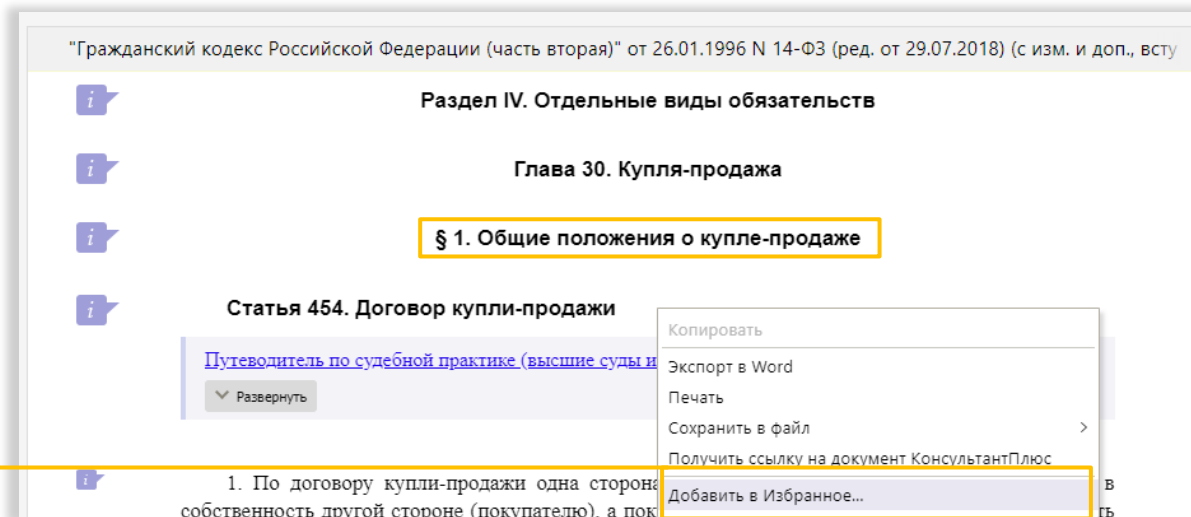 "Гражданский кодекс Российской Федерации (часть вторая)" от 26.01.1996 N 14-ФЗ (ред. от 29.07.2018) (с изм. и доп., всту
i
Раздел IV. Отдельные виды обязательств
i
Глава 30. Купля-продажа
i
§ 1. Общие положения о купле-продаже
i
Статья 454. Договор купли-продажи
Путеводитель по судебной практике (высшие суды и
Развернуть
Копировать
Экспорт в Word
Печать
Сохранить в файл
Получить ссылку на документ КонсультантПлюс
Добавить в Избранное...
i
1. По договору купли-продажи одна сторона в
собственность другой стороне (покупателю), а пок ть